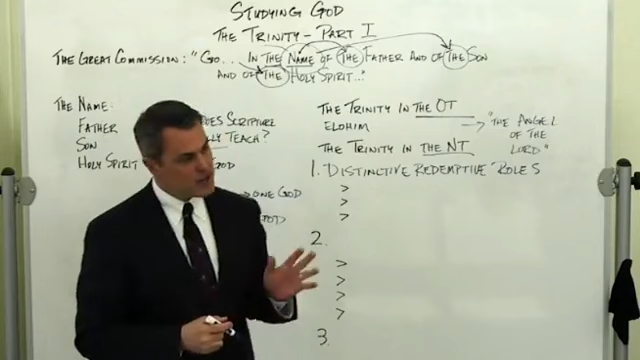 STUDYING GOD
THE TRINITY - PART I
THE GREAT COMMISSION: "GO... IN THE NAME OF THE FATHER AND OF THE SON
AND OF THE HOLY SPIRIT..."
THE NAME:
FATHER
SON
HOLY SPIRIT
SCRIPTURE
TEACH?
GOD
→ ONE GOD
THE TRINITY IN THE OT
ELOHIM → "THE ANGEL
OF THE
LORD"
THE TRINITY IN THE NT
1. DISTINCTIVE REDEMPTIVE ROLES
>
>
>
2.
>
>
>
>
3.